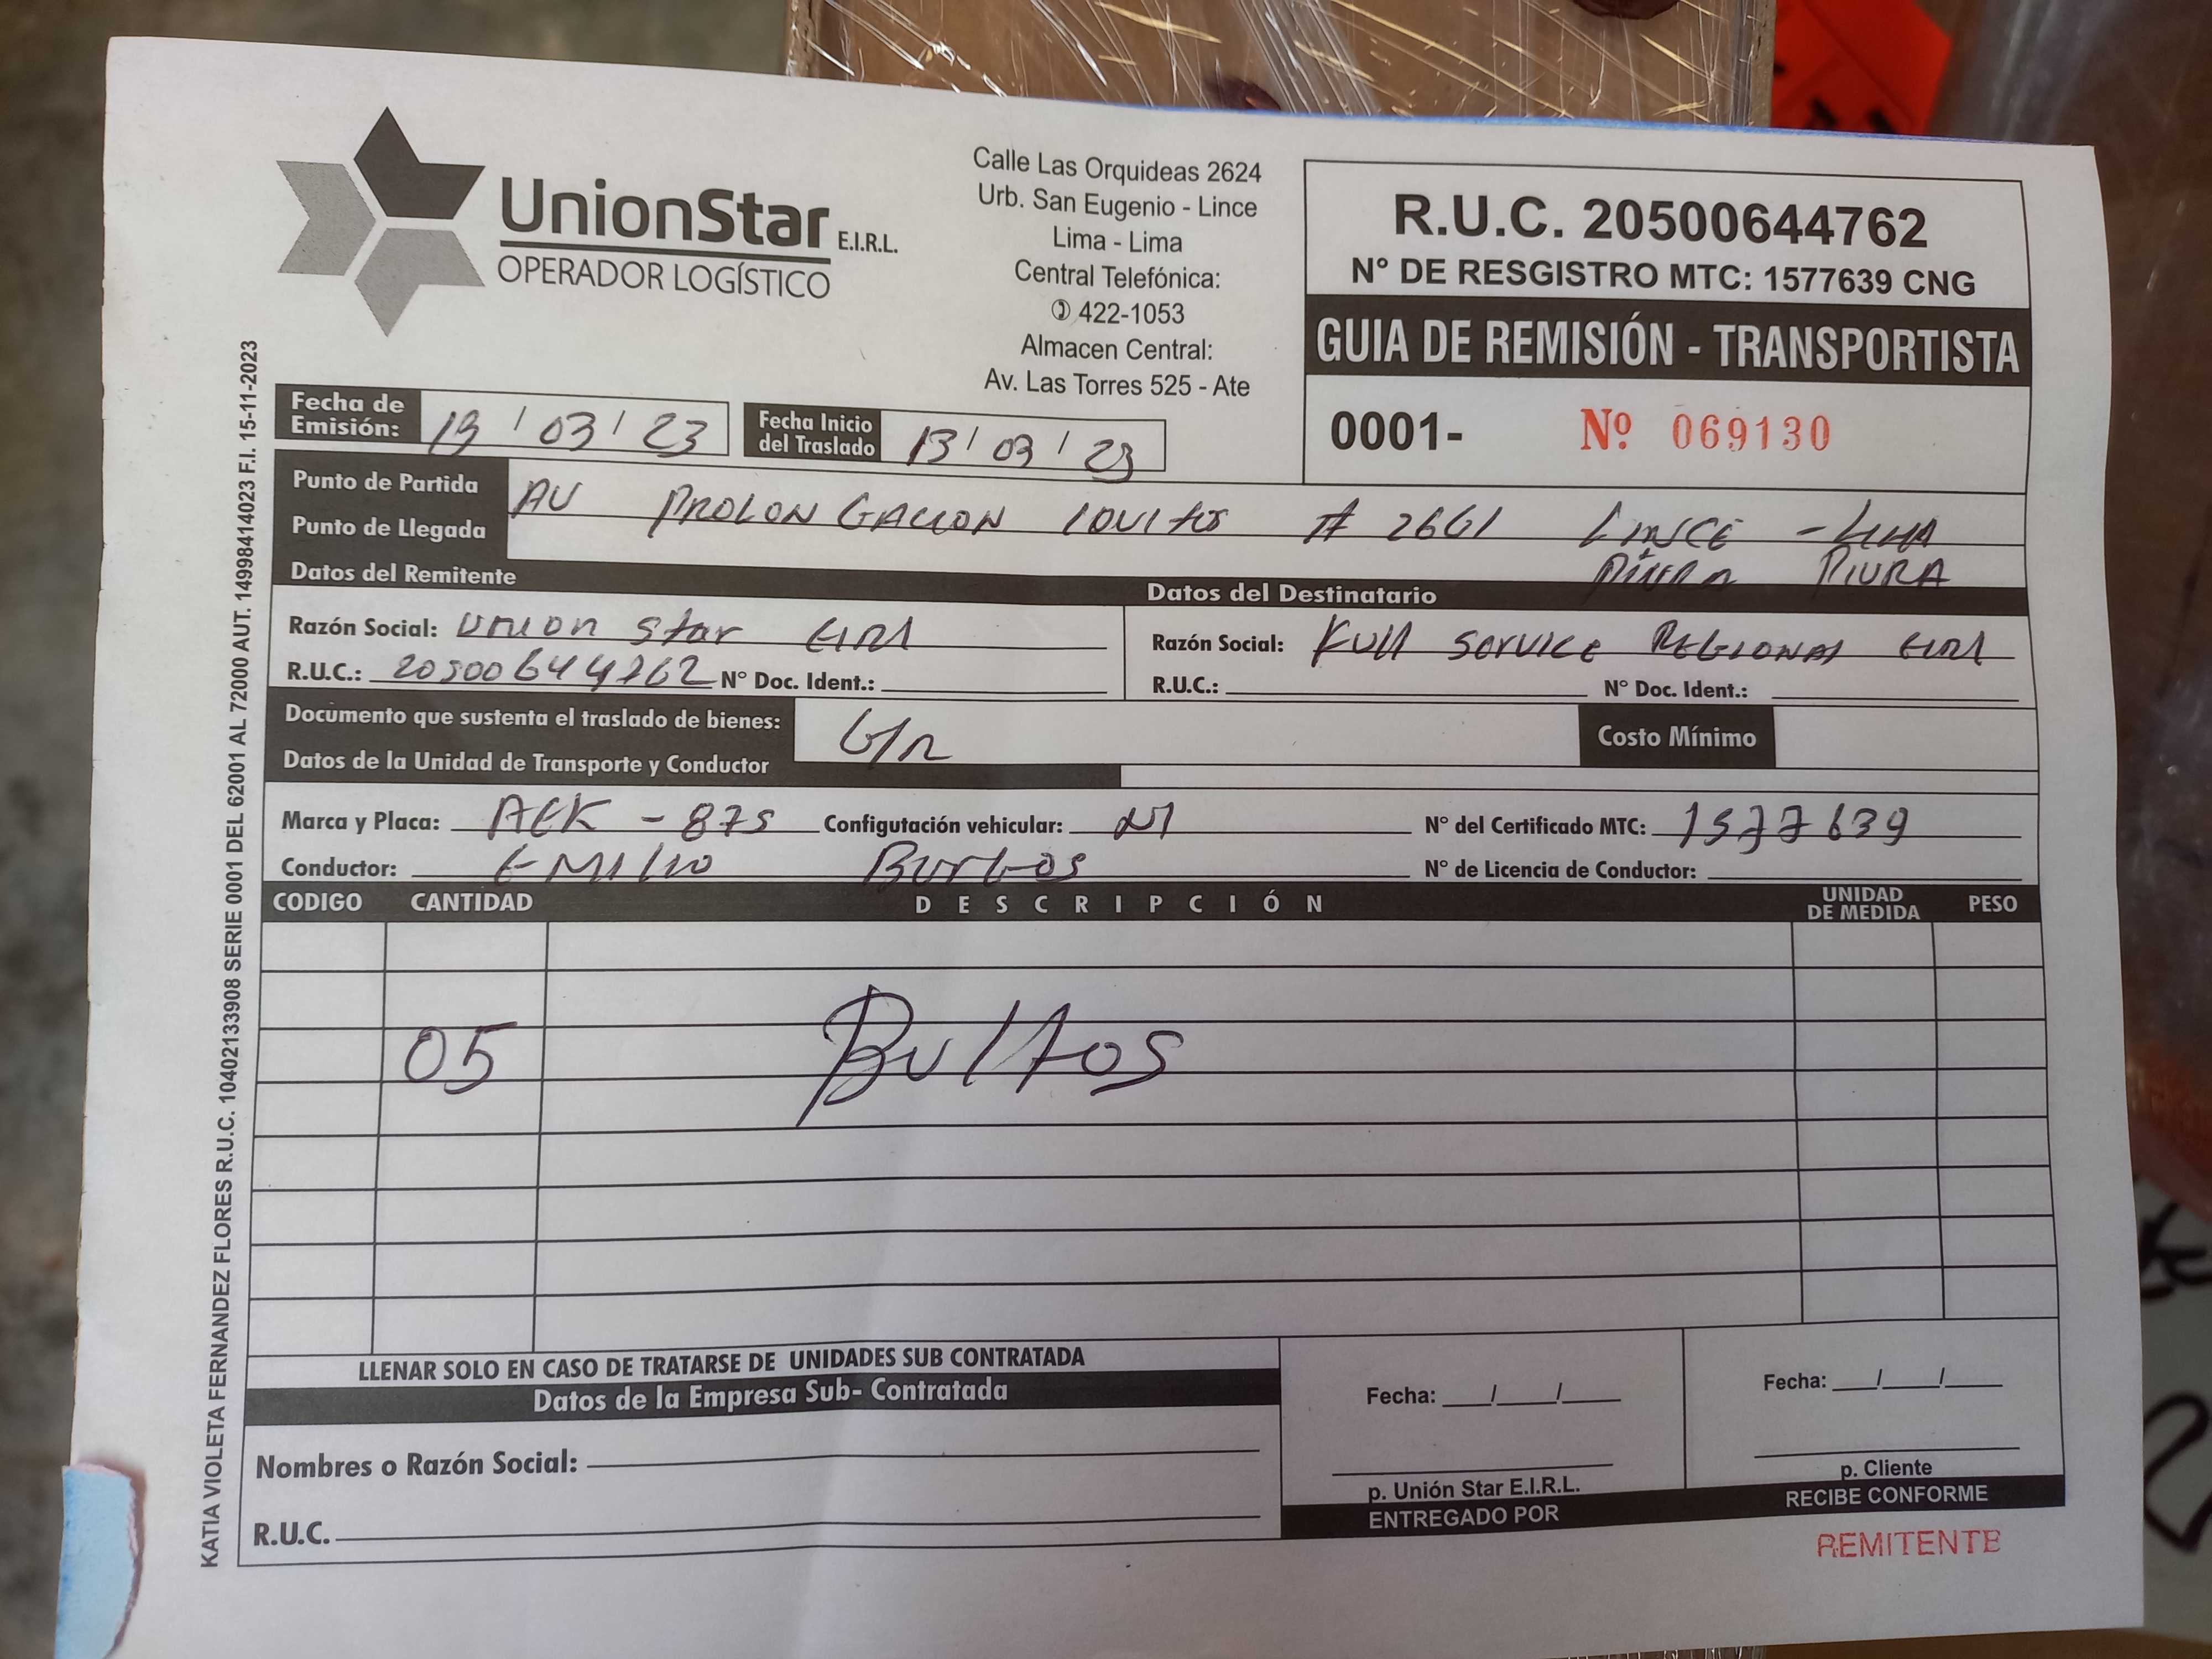 UnionStar E.I.R.L.
OPERADOR LOGÍSTICO
Calle Las Orquideas 2624
Urb. San Eugenio - Lince
Lima - Lima
Central Telefónica:
422-1053
Almacen Central:
Av. Las Torres 525 - Ate
R.U.C. 20500644762
N° DE RESGISTRO MTC: 1577639 CNG
GUIA DE REMISIÓN - TRANSPORTISTA
0001- Nº 069130
Fecha de Emisión: 13 / 03 / 23
Fecha Inicio del Traslado 13 / 03 / 23
Punto de Partida AV PROLONGACION IQUITOS # 2661 LINCE - LIMA
Punto de Llegada PIURA PIURA
Datos del Remitente
Razón Social: Union Star EIRL
R.U.C.: 20500644762 N° Doc. Ident.:
Datos del Destinatario
Razón Social: Full SERVICE REGIONAL EIRL
R.U.C.: N° Doc. Ident.:
Documento que sustenta el traslado de bienes: G/R
Costo Mínimo
Datos de la Unidad de Transporte y Conductor
Marca y Placa: - 875 Configutación vehicular: N° del Certificado MTC: 1577639
Conductor: EMILIO BURGOS N° de Licencia de Conductor:
CODIGO CANTIDAD DESCRIPCIÓN UNIDAD DE MEDIDA PESO
05 Bultos
LLENAR SOLO EN CASO DE TRATARSE DE UNIDADES SUB CONTRATADA
Datos de la Empresa Sub- Contratada
Nombres o Razón Social:
R.U.C.
Fecha: / /
p. Unión Star E.I.R.L.
ENTREGADO POR
Fecha: / /
p. Cliente
RECIBE CONFORME
REMITENTE
KATIA VIOLETA FERNANDEZ FLORES R.U.C. 10402133908 SERIE 0001 DEL 62001 AL 72000 AUT. 14998414023 F.I. 15-11-2023